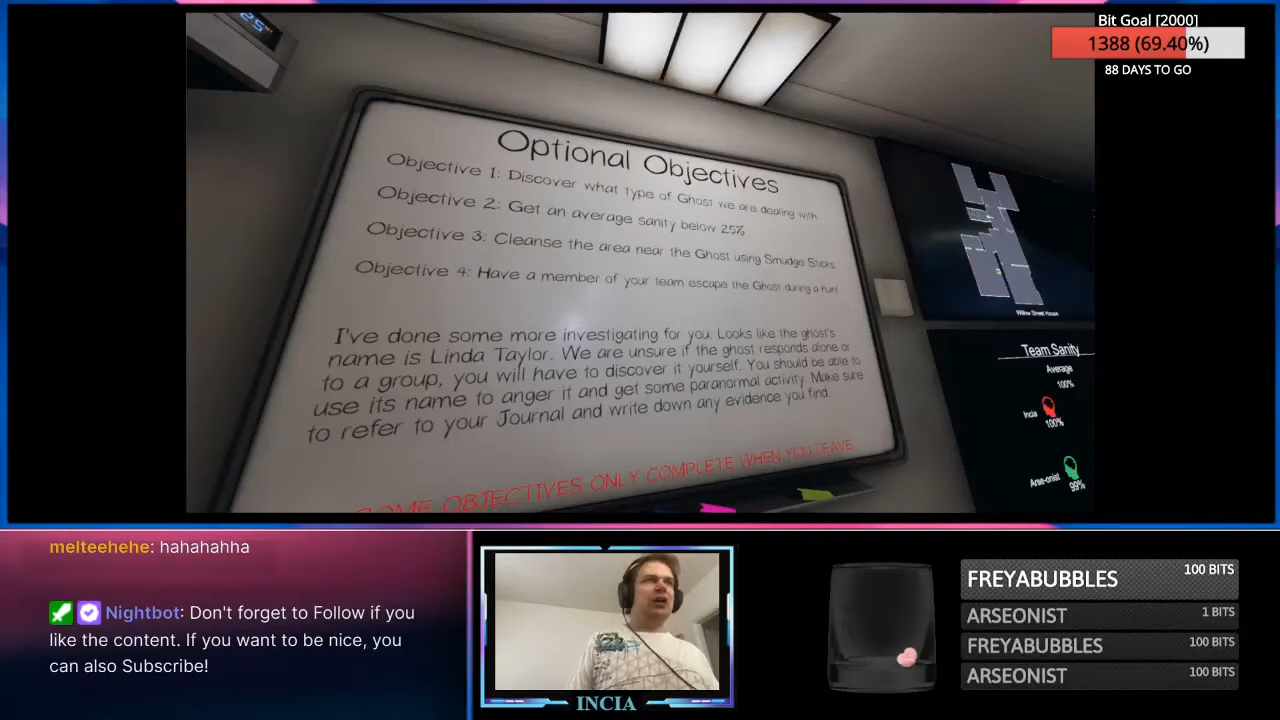 25
Bit Goal [2000]
1388 (69.40%)
88 DAYS TO GO
Optional Objectives
Objective 1: Discover what type of Ghost we are dealing with
Objective 2: Get an average sanity below 25%
Objective 3: Cleanse the area near the Ghost using Smudge Sticks
Objective 4: Have a member of your team escape the Ghost during a hunt
I've done some more investigating for you. Looks like the ghost's
name is Linda Taylor. We are unsure if the ghost responds alone or
to a group, you will have to discover it yourself. You should be able to
use its name to anger it and get some paranormal activity. Make sure
to refer to your Journal and write down any evidence you find.
SOME OBJECTIVES ONLY COMPLETE WHEN YOU LEAVE
Willow Street House
Team Sanity
Average
100%
Incia
100%
Arse-onist
99%
melteehehe: hahahahha
Nightbot: Don't forget to Follow if you
like the content. If you want to be nice, you
can also Subscribe!
INCIA
FREYABUBBLES 100 BITS
ARSEONIST 1 BITS
FREYABUBBLES 100 BITS
ARSEONIST 100 BITS